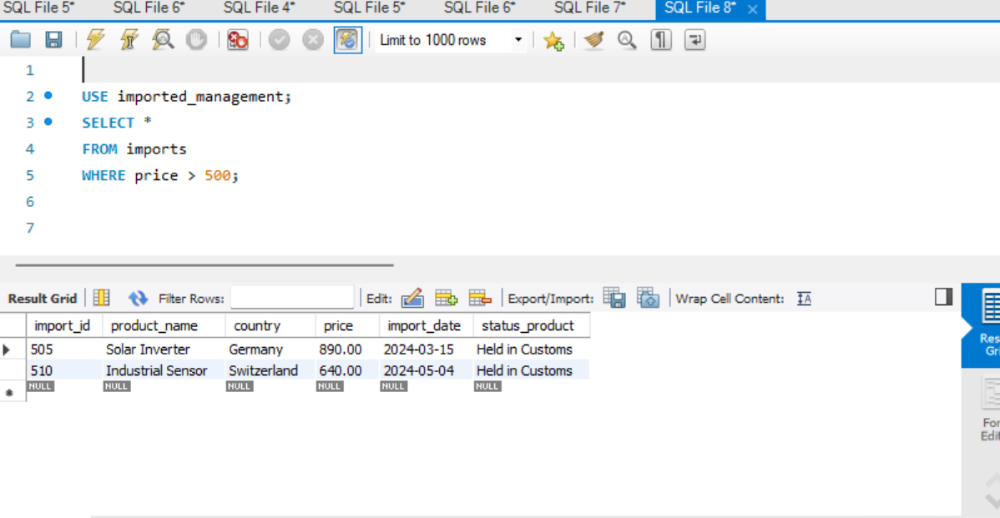 SQL File 5* SQL File 6* SQL File 4* SQL File 5* SQL File 6* SQL File 7* SQL File 8* ×
Limit to 1000 rows
1
2 USE imported_management;
3 SELECT *
4 FROM imports
5 WHERE price > 500;
6
7
Result Grid Filter Rows: Edit: Export/Import: Wrap Cell Content:
import_id product_name country price import_date status_product
505 Solar Inverter Germany 890.00 2024-03-15 Held in Customs
510 Industrial Sensor Switzerland 640.00 2024-05-04 Held in Customs
NULL NULL NULL NULL NULL NULL